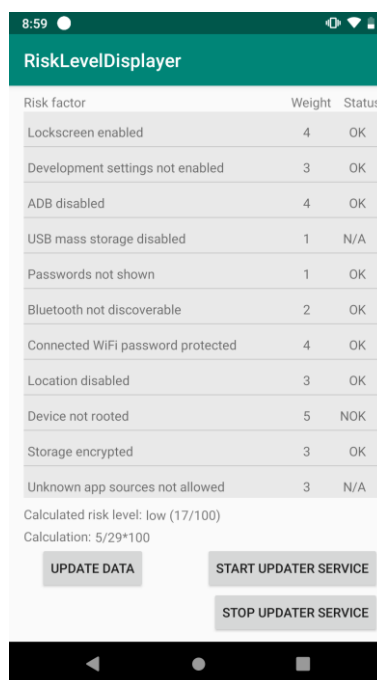 8:59
RiskLevelDisplayer
Risk factor Weight Status
Lockscreen enabled 4 OK
Development settings not enabled 3 OK
ADB disabled 4 OK
USB mass storage disabled 1 N/A
Passwords not shown 1 OK
Bluetooth not discoverable 2 OK
Connected WiFi password protected 4 OK
Location disabled 3 OK
Device not rooted 5 NOK
Storage encrypted 3 OK
Unknown app sources not allowed 3 N/A
Calculated risk level: low (17/100)
Calculation: 5/29*100
UPDATE DATA START UPDATER SERVICE
STOP UPDATER SERVICE